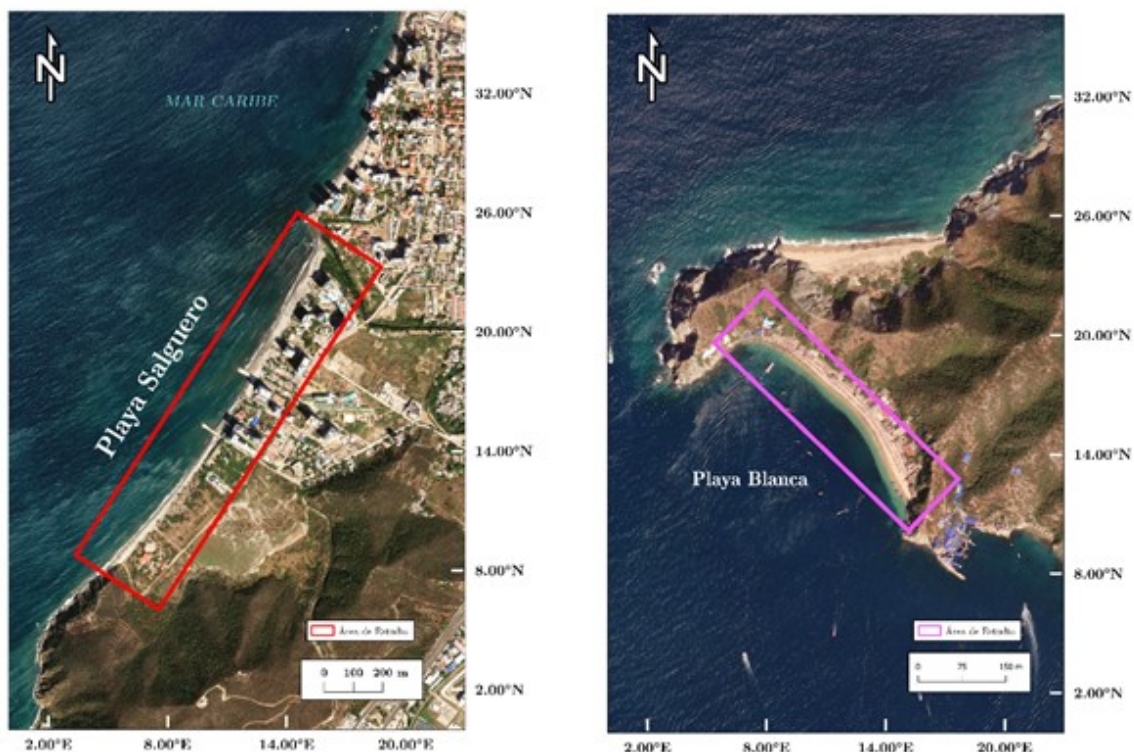 N
MAR CARIBE
Playa Salguero
32.00°N
26.00°N
20.00°N
14.00°N
8.00°N
2.00°N
Área de Estudio
0 100 200 m
2.00°E 8.00°E 14.00°E 20.00°E
N
Playa Blanca
32.00°N
26.00°N
20.00°N
14.00°N
8.00°N
2.00°N
Área de Estudio
0 75 150 m
2.00°E 8.00°E 14.00°E 20.00°E